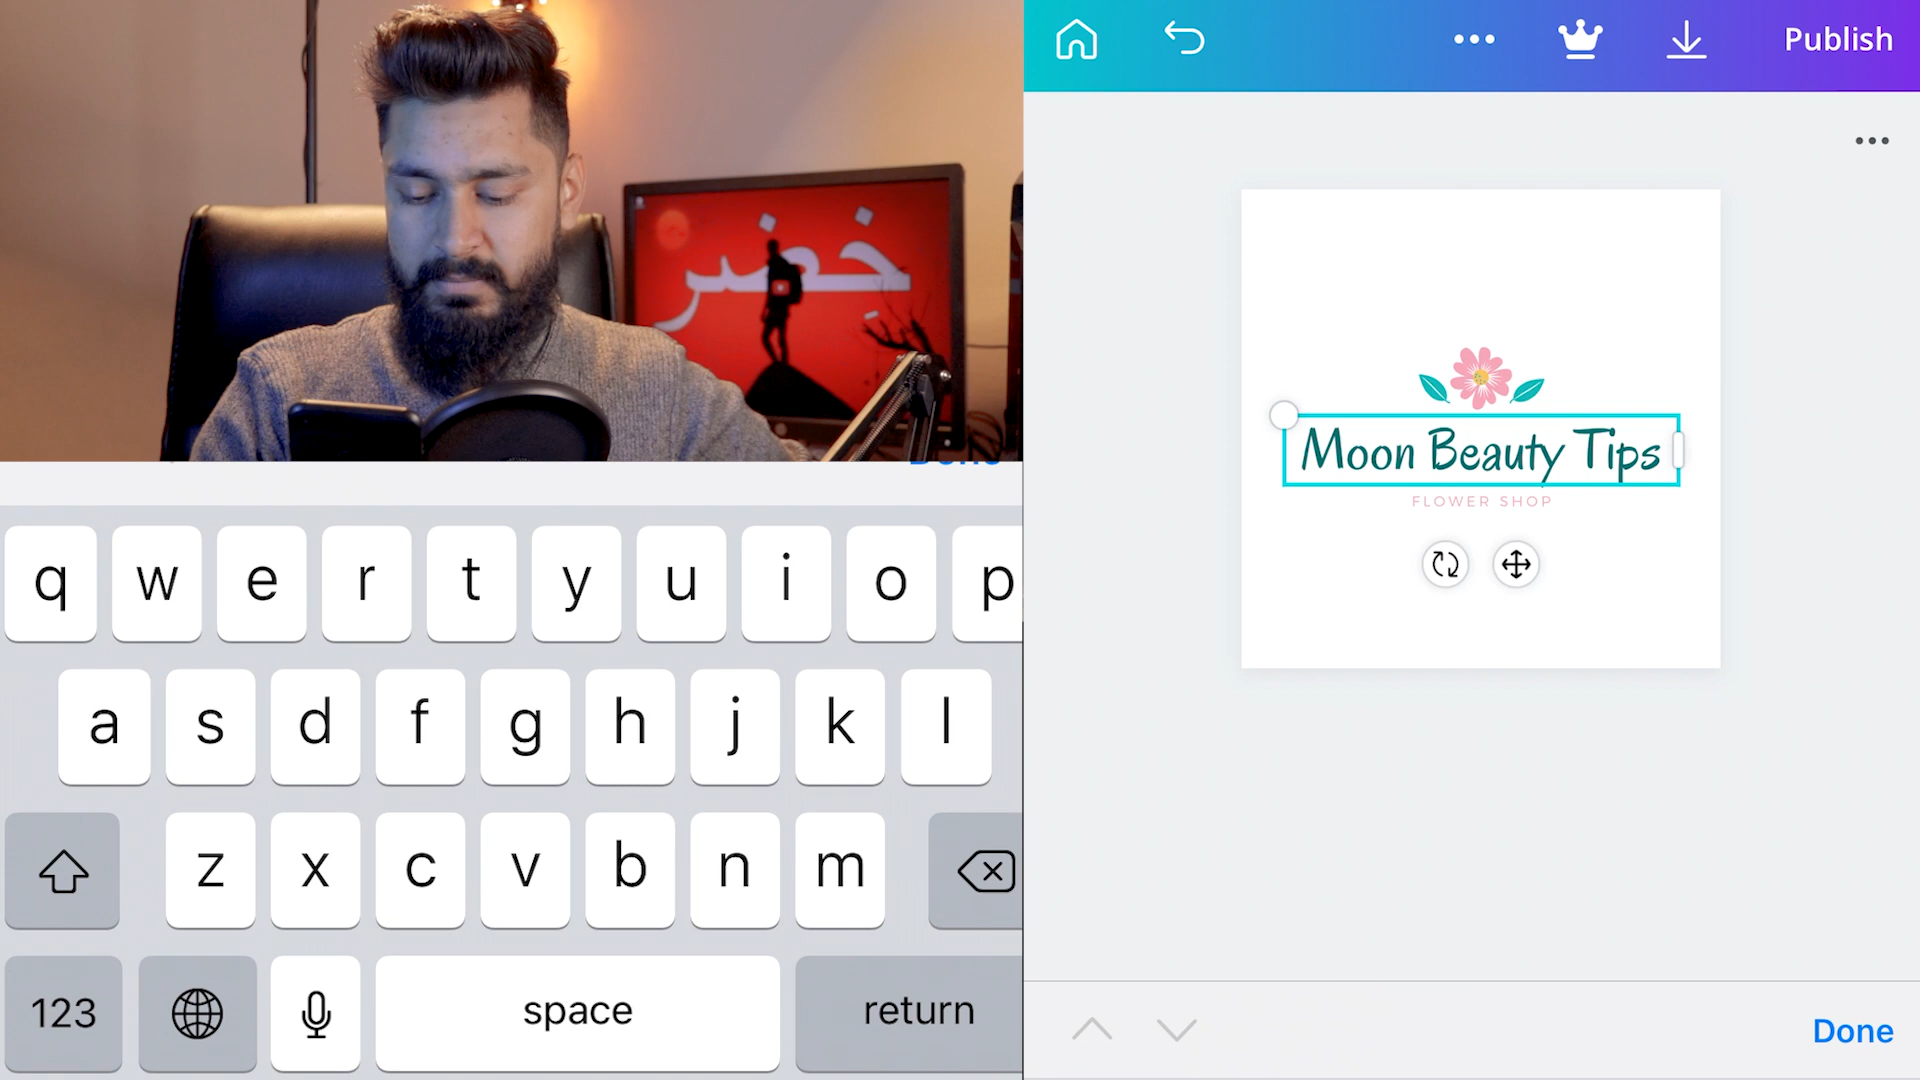 خضر
q w e r t y u i o p
a s d f g h j k l
z x c v b n m
123 space return
Publish
Moon Beauty Tips
FLOWER SHOP
Done